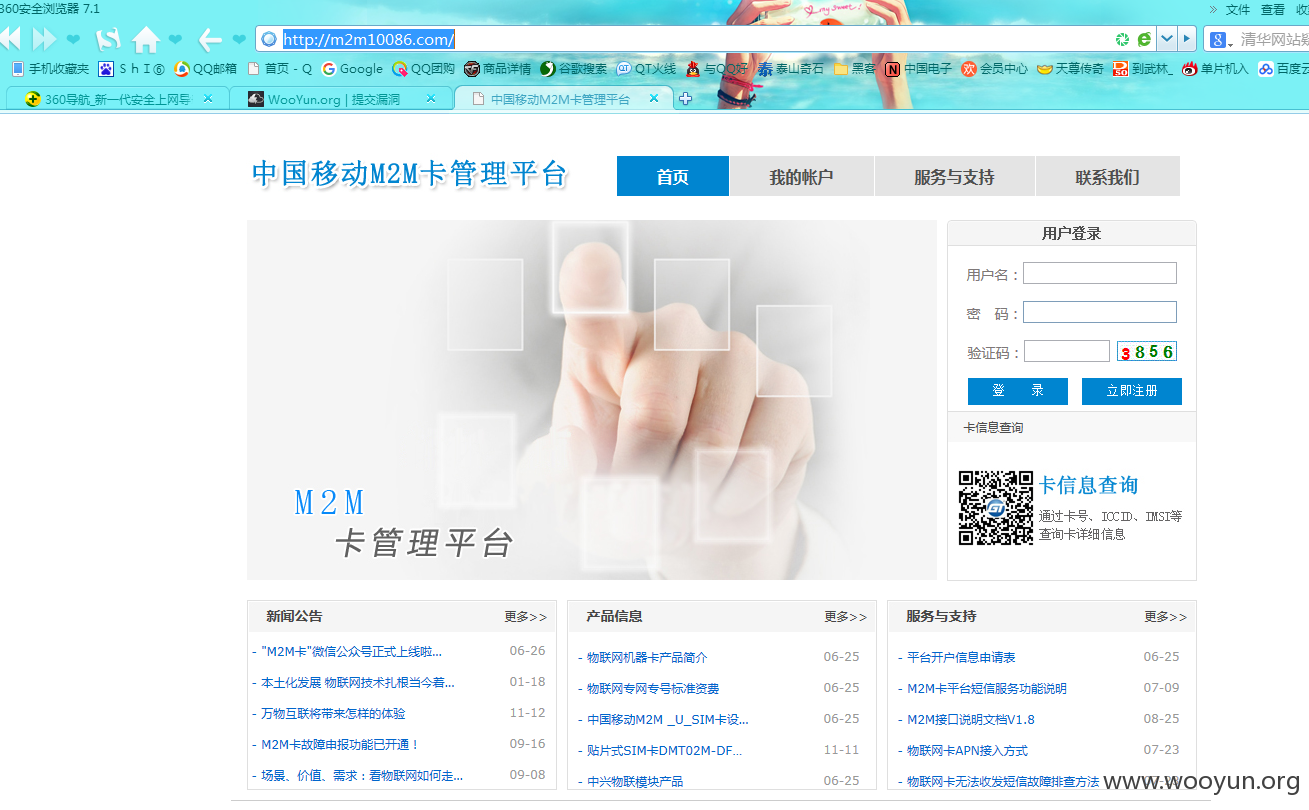 360安全浏览器 7.1
» 文件 查看 收
http://m2m10086.com/
清华网站疑
手机收藏夹 ShI⑥ QQ邮箱 首页 - Q Google QQ团购 商品详情 谷歌搜索 QT火线 与QQ好 泰山奇石 黑客 中国电子 会员中心 天尊传奇 到武林_ 单片机入 百度云
360导航_新一代安全上网导 WooYun.org | 提交漏洞 中国移动M2M卡管理平台
中国移动M2M卡管理平台
首页 我的帐户 服务与支持 联系我们
M2M
卡管理平台
用户登录
用户名：
密 码：
验证码： 3856
登 录 立即注册
卡信息查询
卡信息查询
通过卡号、ICCID、IMSI等
查询卡详细信息
新闻公告 更多>>
- "M2M卡"微信公众号正式上线啦... 06-26
- 本土化发展 物联网技术扎根当今着... 01-18
- 万物互联将带来怎样的体验 11-12
- M2M卡故障申报功能已开通！ 09-16
- 场景、价值、需求：看物联网如何走... 09-08
产品信息 更多>>
- 物联网机器卡产品简介 06-25
- 物联网专网专号标准资费 06-25
- 中国移动M2M _U_SIM卡设... 06-25
- 贴片式SIM卡DMT02M-DF... 11-11
- 中兴物联模块产品 06-25
服务与支持 更多>>
- 平台开户信息申请表 06-25
- M2M卡平台短信服务功能说明 07-09
- M2M接口说明文档V1.8 08-25
- 物联网卡APN接入方式 07-23
- 物联网卡无法收发短信故障排查方法
www.wooyun.org